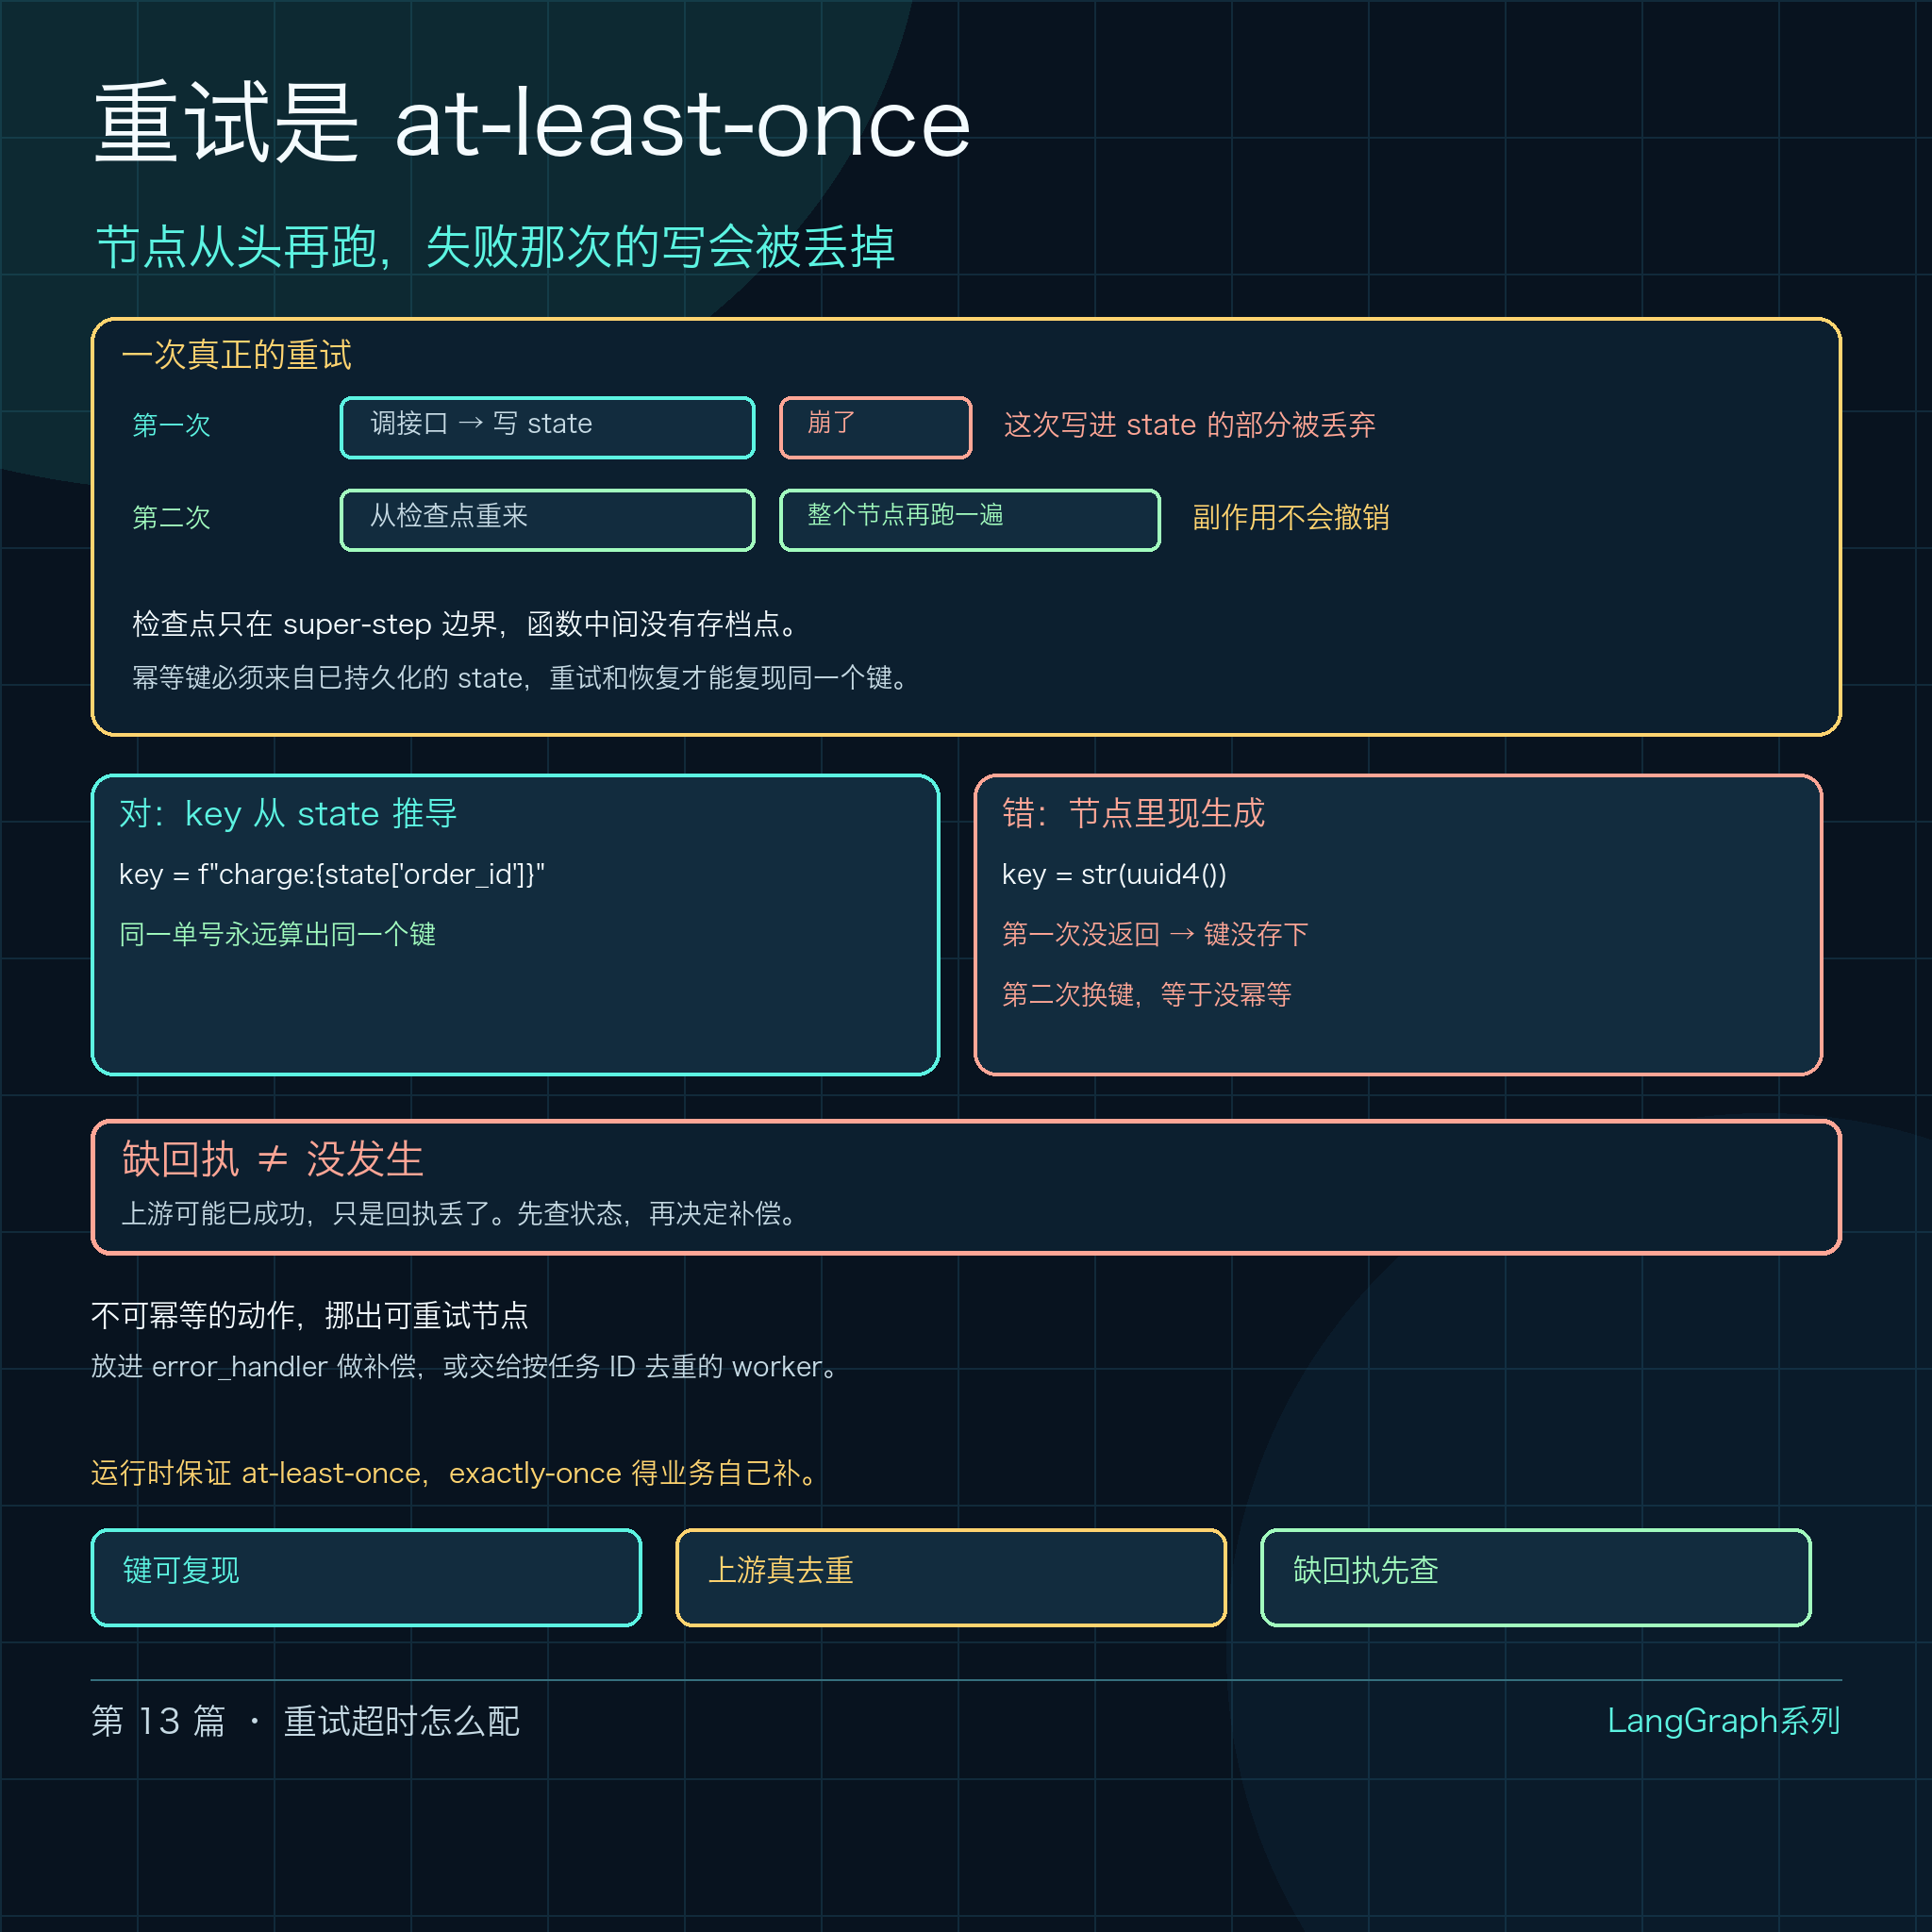 重试是 at-least-once
节点从头再跑，失败那次的写会被丢掉
一次真正的重试
第一次 调接口 → 写 state 崩了 这次写进 state 的部分被丢弃
第二次 从检查点重来 整个节点再跑一遍 副作用不会撤销
检查点只在 super-step 边界，函数中间没有存档点。
幂等键必须来自已持久化的 state，重试和恢复才能复现同一个键。
对：key 从 state 推导
key = f"charge:{state['order_id']}"
同一单号永远算出同一个键
错：节点里现生成
key = str(uuid4())
第一次没返回 → 键没存下
第二次换键，等于没幂等
缺回执 ≠ 没发生
上游可能已成功，只是回执丢了。先查状态，再决定补偿。
不可幂等的动作，挪出可重试节点
放进 error_handler 做补偿，或交给按任务 ID 去重的 worker。
运行时保证 at-least-once，exactly-once 得业务自己补。
键可复现 上游真去重 缺回执先查
第 13 篇 · 重试超时怎么配 LangGraph系列